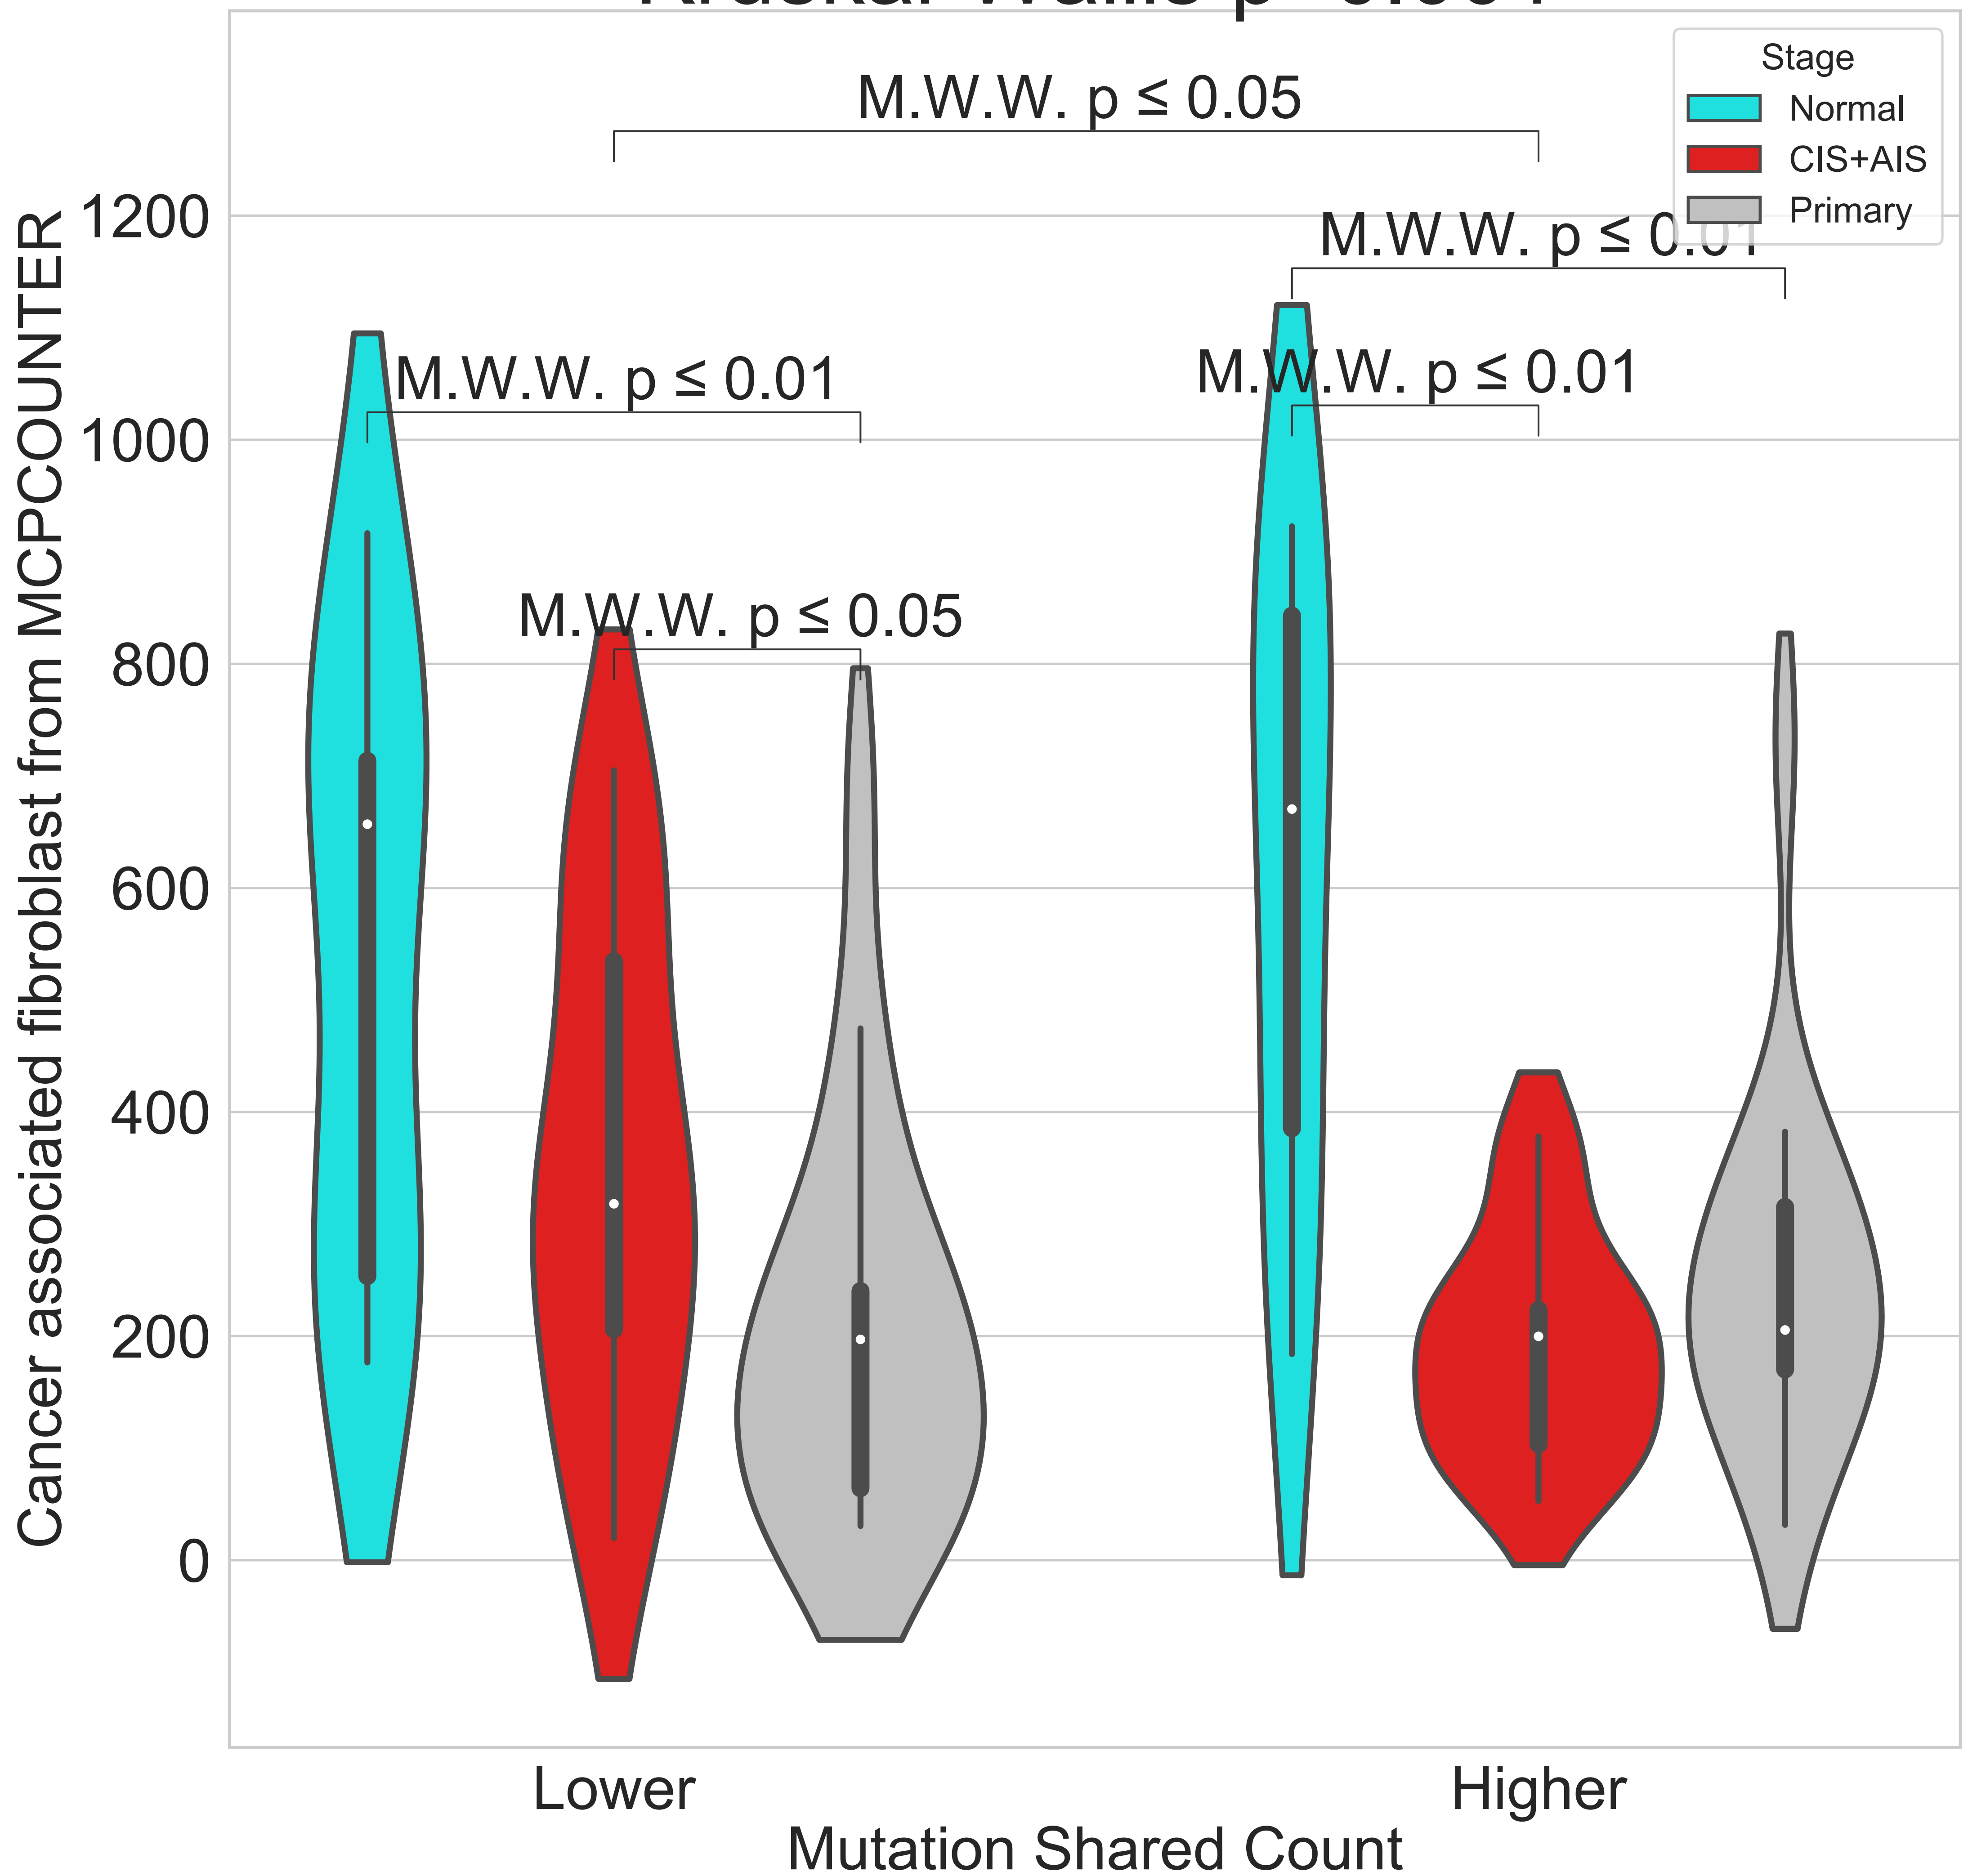 Stage
Normal
CIS+AIS
Primary
M.W.W. p ≤ 0.05
M.W.W. p ≤ 0.01
M.W.W. p ≤ 0.01
M.W.W. p ≤ 0.01
M.W.W. p ≤ 0.05
Cancer associated fibroblast from MCPCOUNTER
1200
1000
800
600
400
200
0
Lower
Higher
Mutation Shared Count